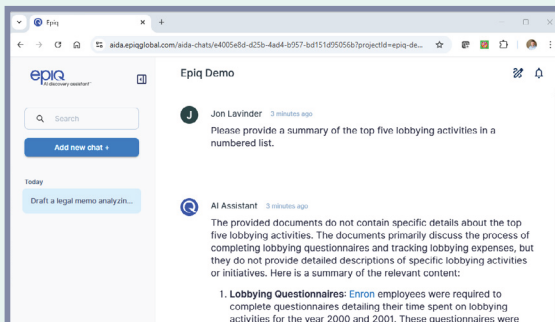 Epiq
aida.epiqglobal.com/aida-chats/e4005e8d-d25b-4ad4-b957-bd151d95056b?projectId=epiq-de...
epiq
AI discovery assistant
Epiq Demo
Search
Add new chat +
Today
Draft a legal memo analyzin...
J
Jon Lavinder 3 minutes ago
Please provide a summary of the top five lobbying activities in a
numbered list.
AI Assistant 3 minutes ago
The provided documents do not contain specific details about the top
five lobbying activities. The documents primarily discuss the process of
completing lobbying questionnaires and tracking lobbying expenses, but
they do not provide detailed descriptions of specific lobbying activities
or initiatives. Here is a summary of the relevant content:
1. Lobbying Questionnaires: Enron employees were required to
complete questionnaires detailing their time spent on lobbying
activities for the year 2000 and 2001. These questionnaires were